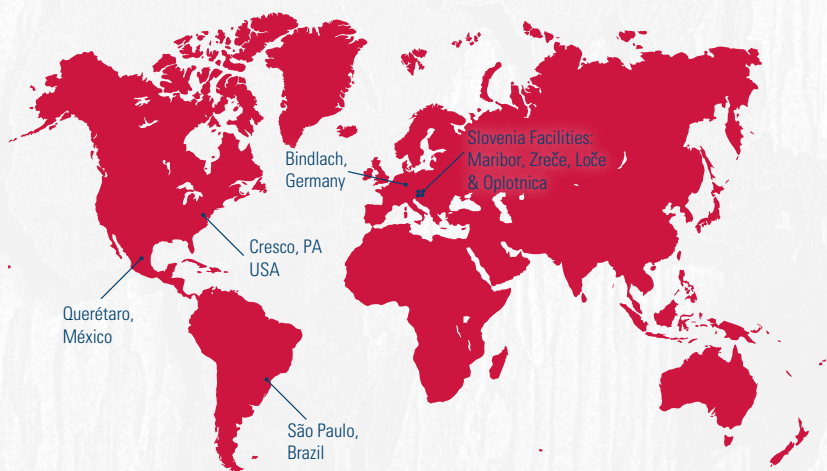 Slovenia Facilities:
Maribor, Zreče, Loče
& Oplotnica
Bindlach,
Germany
Cresco, PA
USA
Querétaro,
México
São Paulo,
Brazil